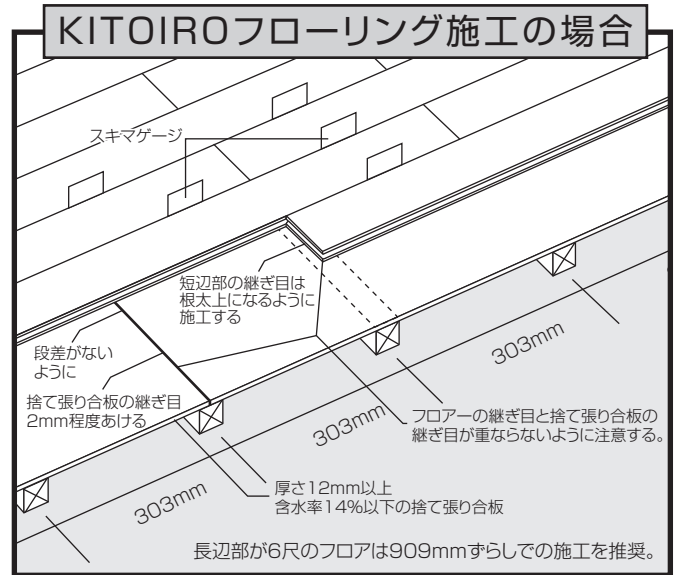 KITOIROフローリング施工の場合
スキマゲージ
短辺部の継ぎ目は
根太上になるように
施工する
段差がない
ように
捨て張り合板の継ぎ目
2mm程度あける
303mm
フロアーの継ぎ目と捨て張り合板の
継ぎ目が重ならないように注意する。
303mm
厚さ12mm以上
含水率14%以下の捨て張り合板
303mm
長辺部が6尺のフロアは909mmずらしでの施工を推奨。